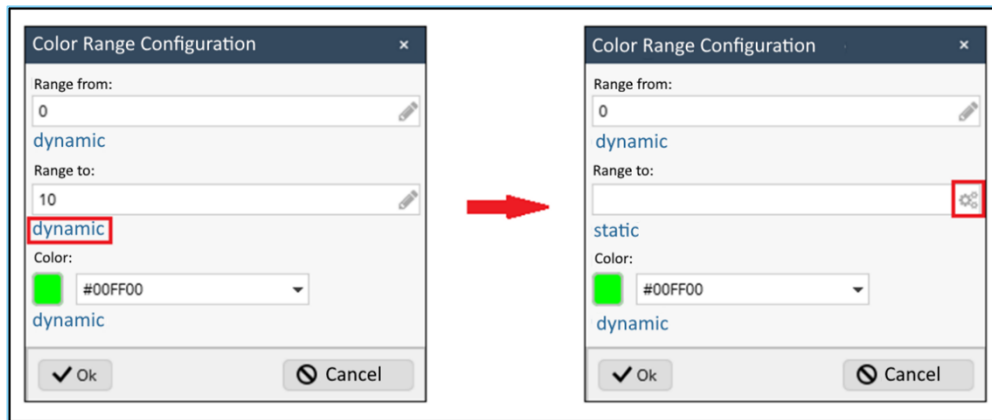 Color Range Configuration ×
Range from:
0
dynamic
Range to:
10
dynamic
Color:
#00FF00
dynamic
Ok Cancel
Color Range Configuration ×
Range from:
0
dynamic
Range to:
static
Color:
#00FF00
dynamic
Ok Cancel